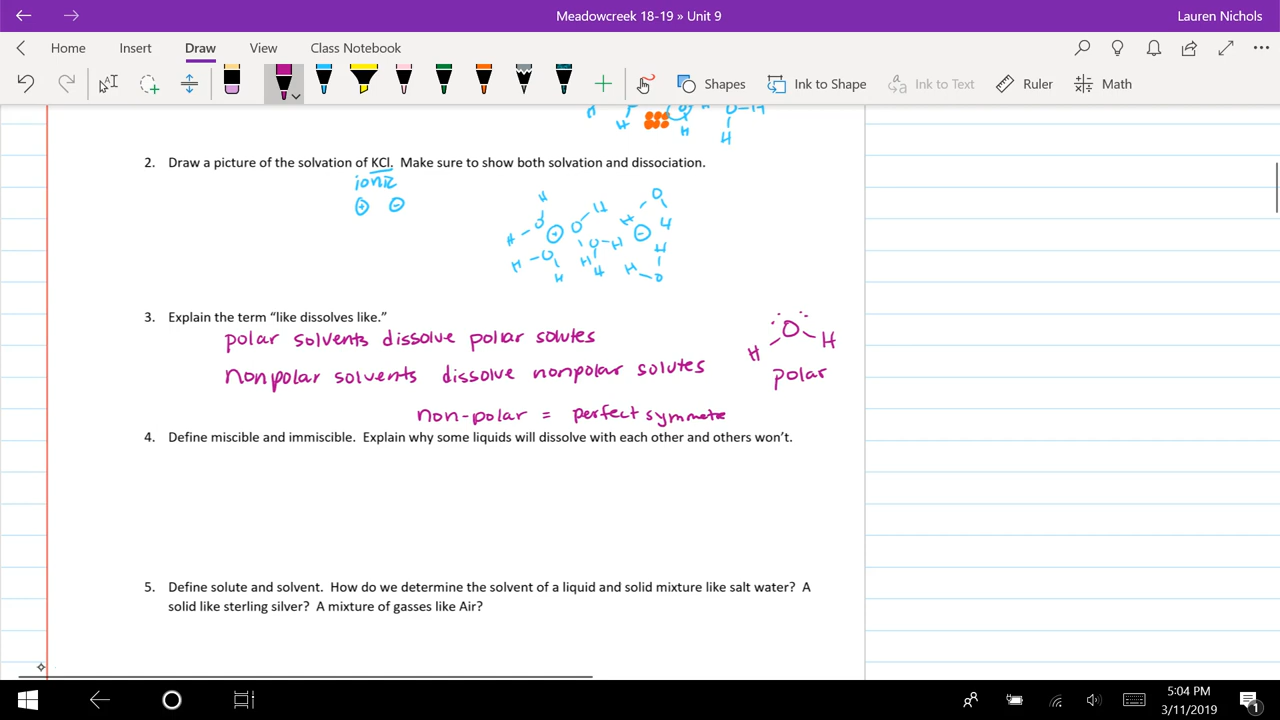 Meadowcreek 18-19 » Unit 9
Lauren Nichols
Home Insert Draw View Class Notebook
Shapes Ink to Shape Ink to Text Ruler Math
H H H O-H
H
2. Draw a picture of the solvation of KCl. Make sure to show both solvation and dissociation.
ionic
+ -
H O H O H + O-H H H O H H O H H - O H H H-O
3. Explain the term “like dissolves like.”
polar solvents dissolve pollar solutes
O
H H
nonpolar solvents dissolve nonpolar solutes
polar
non-polar = perfect symmete
4. Define miscible and immiscible. Explain why some liquids will dissolve with each other and others won’t.
5. Define solute and solvent. How do we determine the solvent of a liquid and solid mixture like salt water? A
solid like sterling silver? A mixture of gasses like Air?
5:04 PM
3/11/2019
1